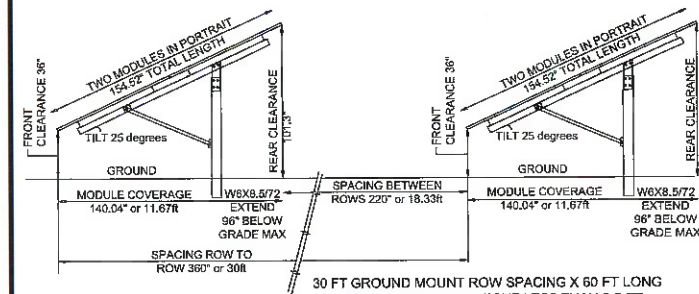 TWO MODULES IN PORTRAIT
154.52" TOTAL LENGTH
FRONT
CLEARANCE 36"
REAR CLEARANCE
101.3"
TILT 25 degrees
GROUND
MODULE COVERAGE
140.04" or 11.67ft
W6X8.5/72
EXTEND
96" BELOW
GRADE MAX
SPACING BETWEEN
ROWS 220" or 18.33ft
SPACING ROW TO
ROW 360" or 30ft
TWO MODULES IN PORTRAIT
154.52" TOTAL LENGTH
FRONT
CLEARANCE 36"
REAR CLEARANCE
TILT 25 degrees
GROUND
MODULE COVERAGE
140.04" or 11.67ft
W6X8.5/72
EXTEND
96" BELOW
GRADE MAX
30 FT GROUND MOUNT ROW SPACING X 60 FT LONG